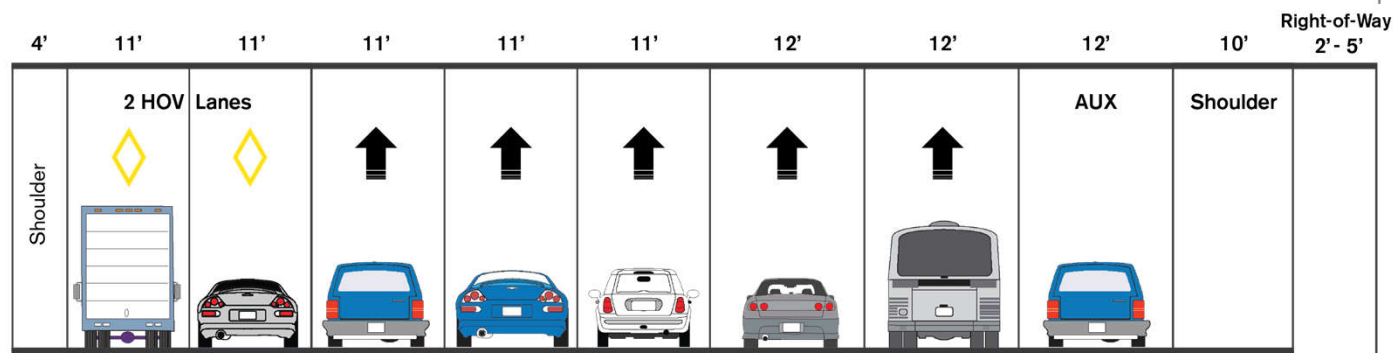 Right-of-Way
4’ 11’ 11’ 11’ 11’ 11’ 12’ 12’ 12’ 10’ 2’ - 5’
2 HOV Lanes AUX Shoulder
Shoulder